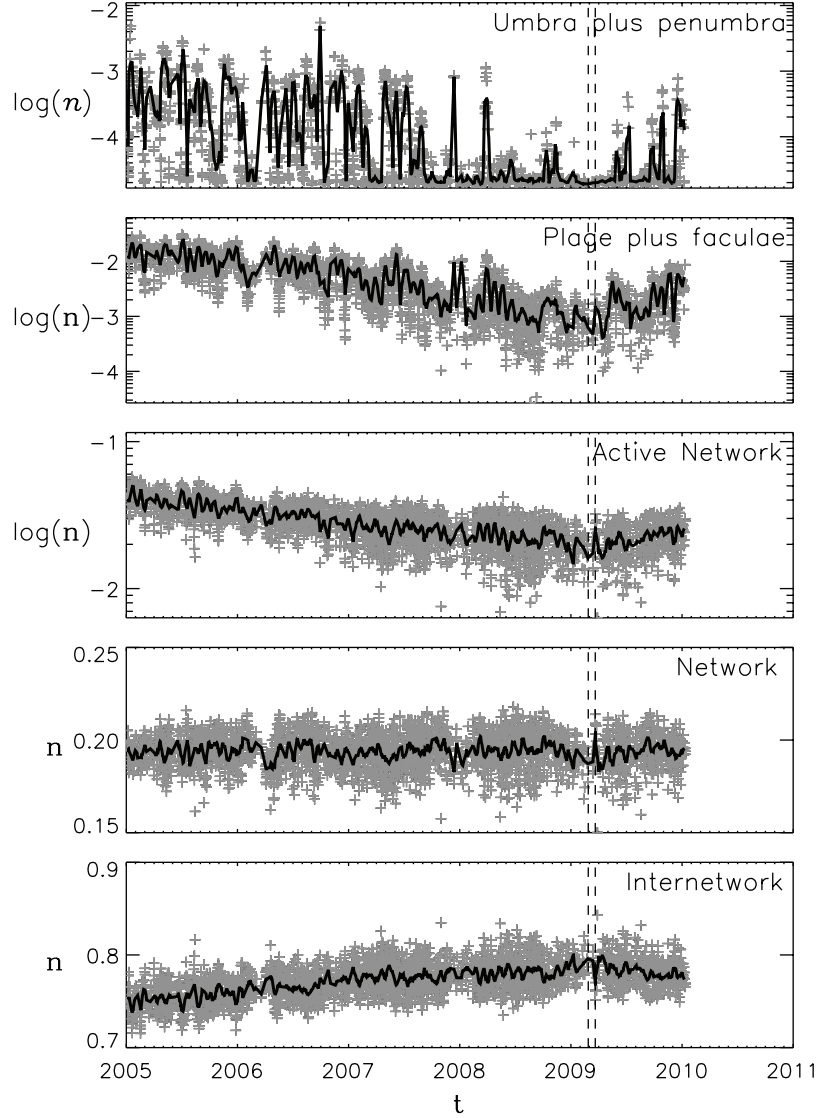 Umbra plus penumbra
-2
-3
log(n)
-4
Plage plus faculae
-2
log(n)
-3
-4
Active Network
-1
log(n)
-2
0.25
Network
n
0.20
0.15
0.9
Internetwork
n
0.8
0.7
2005 2006 2007 2008 2009 2010 2011
t